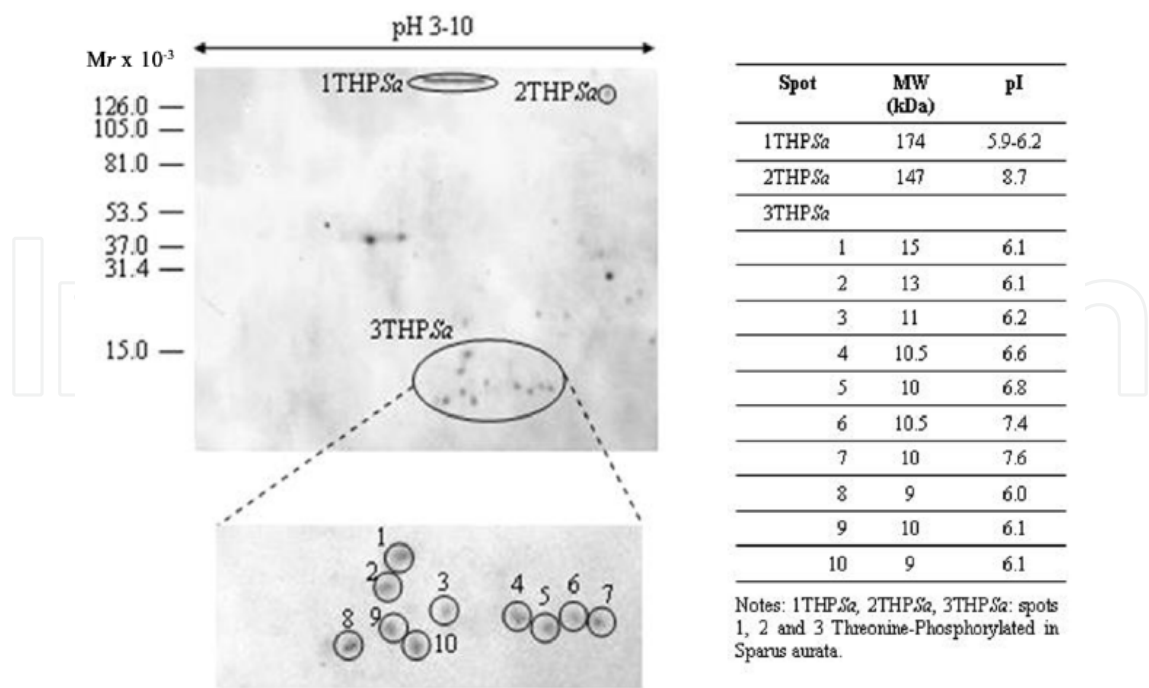 pH 3-10
Mr x 10-3
1THPSa
2THPSa
126.0
105.0
81.0
53.5
37.0
31.4
3THPSa
15.0
1
2
3
4
5
6
7
8
9
10
Spot MW (kDa) pI
1THPSa 174 5.9-6.2
2THPSa 147 8.7
3THPSa
1 15 6.1
2 13 6.1
3 11 6.2
4 10.5 6.6
5 10 6.8
6 10.5 7.4
7 10 7.6
8 9 6.0
9 10 6.1
10 9 6.1
Notes: 1THPSa, 2THPSa, 3THPSa: spots
1, 2 and 3 Threonine-Phosphorylated in
Sparus aurata.